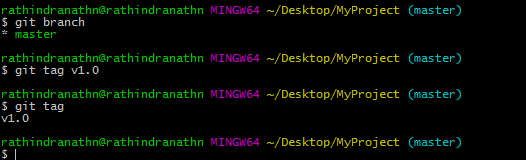 rathindranathn@rathindranathn MINGW64 ~/Desktop/MyProject (master)
$ git branch
* master
rathindranathn@rathindranathn MINGW64 ~/Desktop/MyProject (master)
$ git tag v1.0
rathindranathn@rathindranathn MINGW64 ~/Desktop/MyProject (master)
$ git tag
v1.0
rathindranathn@rathindranathn MINGW64 ~/Desktop/MyProject (master)
$